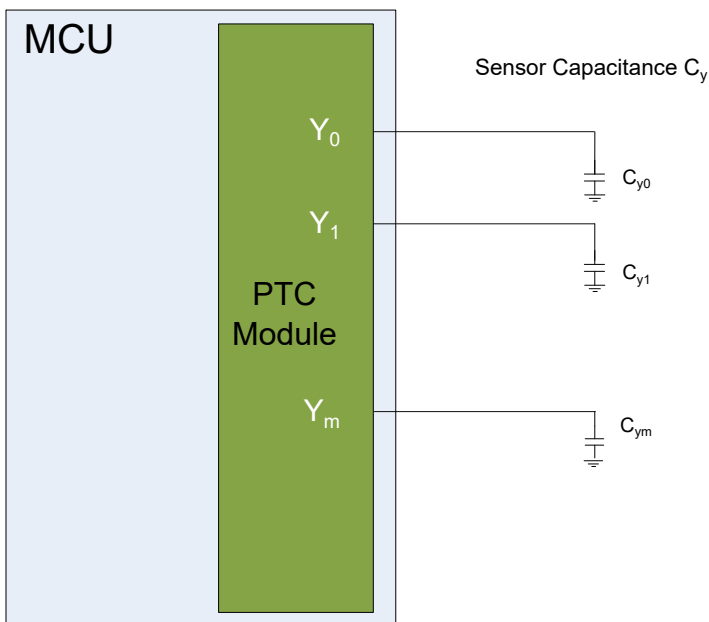 MCU
Sensor Capacitance Cy
Y0
Cy0
Y1
Cy1
PTC
Module
Ym
Cym